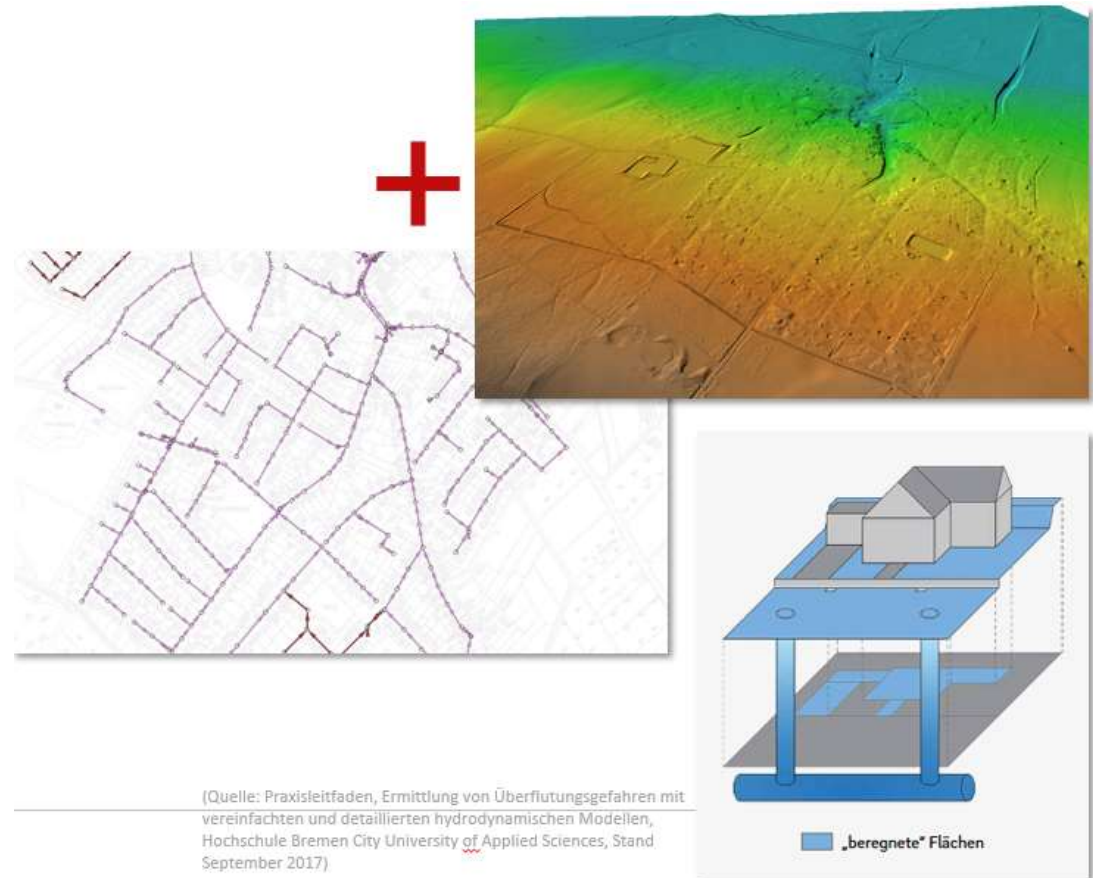 (Quelle: Praxisleitfaden, Ermittlung von Überflutungsgefahren mit
vereinfachten und detaillierten hydrodynamischen Modellen,
Hochschule Bremen City University of Applied Sciences, Stand
September 2017)
„beregnete“ Flächen